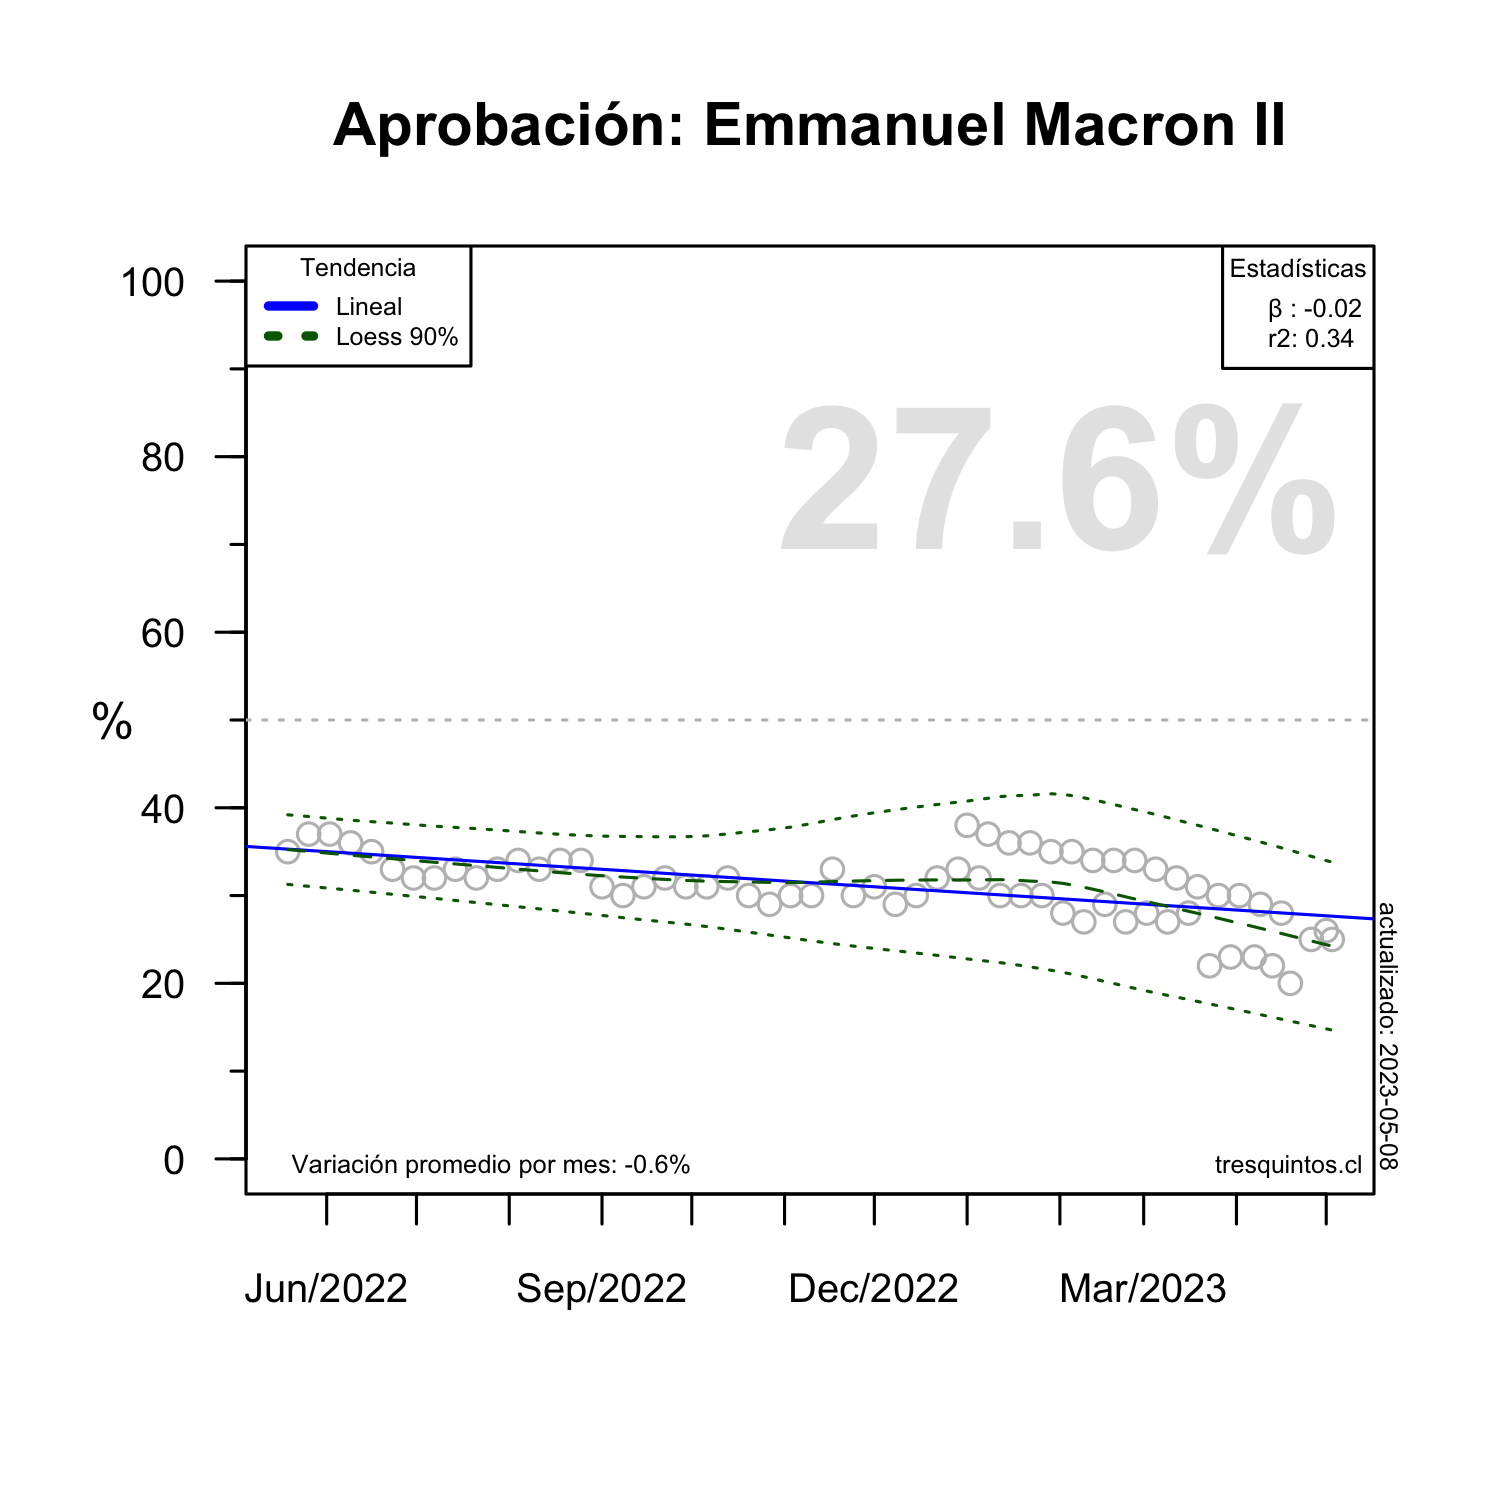 Aprobación: Emmanuel Macron II
Tendencia
Lineal
Loess 90%
Estadísticas
β : -0.02
r2: 0.34
27.6%
%
100
80
60
40
20
0
Variación promedio por mes: -0.6%
tresquintos.cl
actualizado: 2023-05-08
Jun/2022
Sep/2022
Dec/2022
Mar/2023